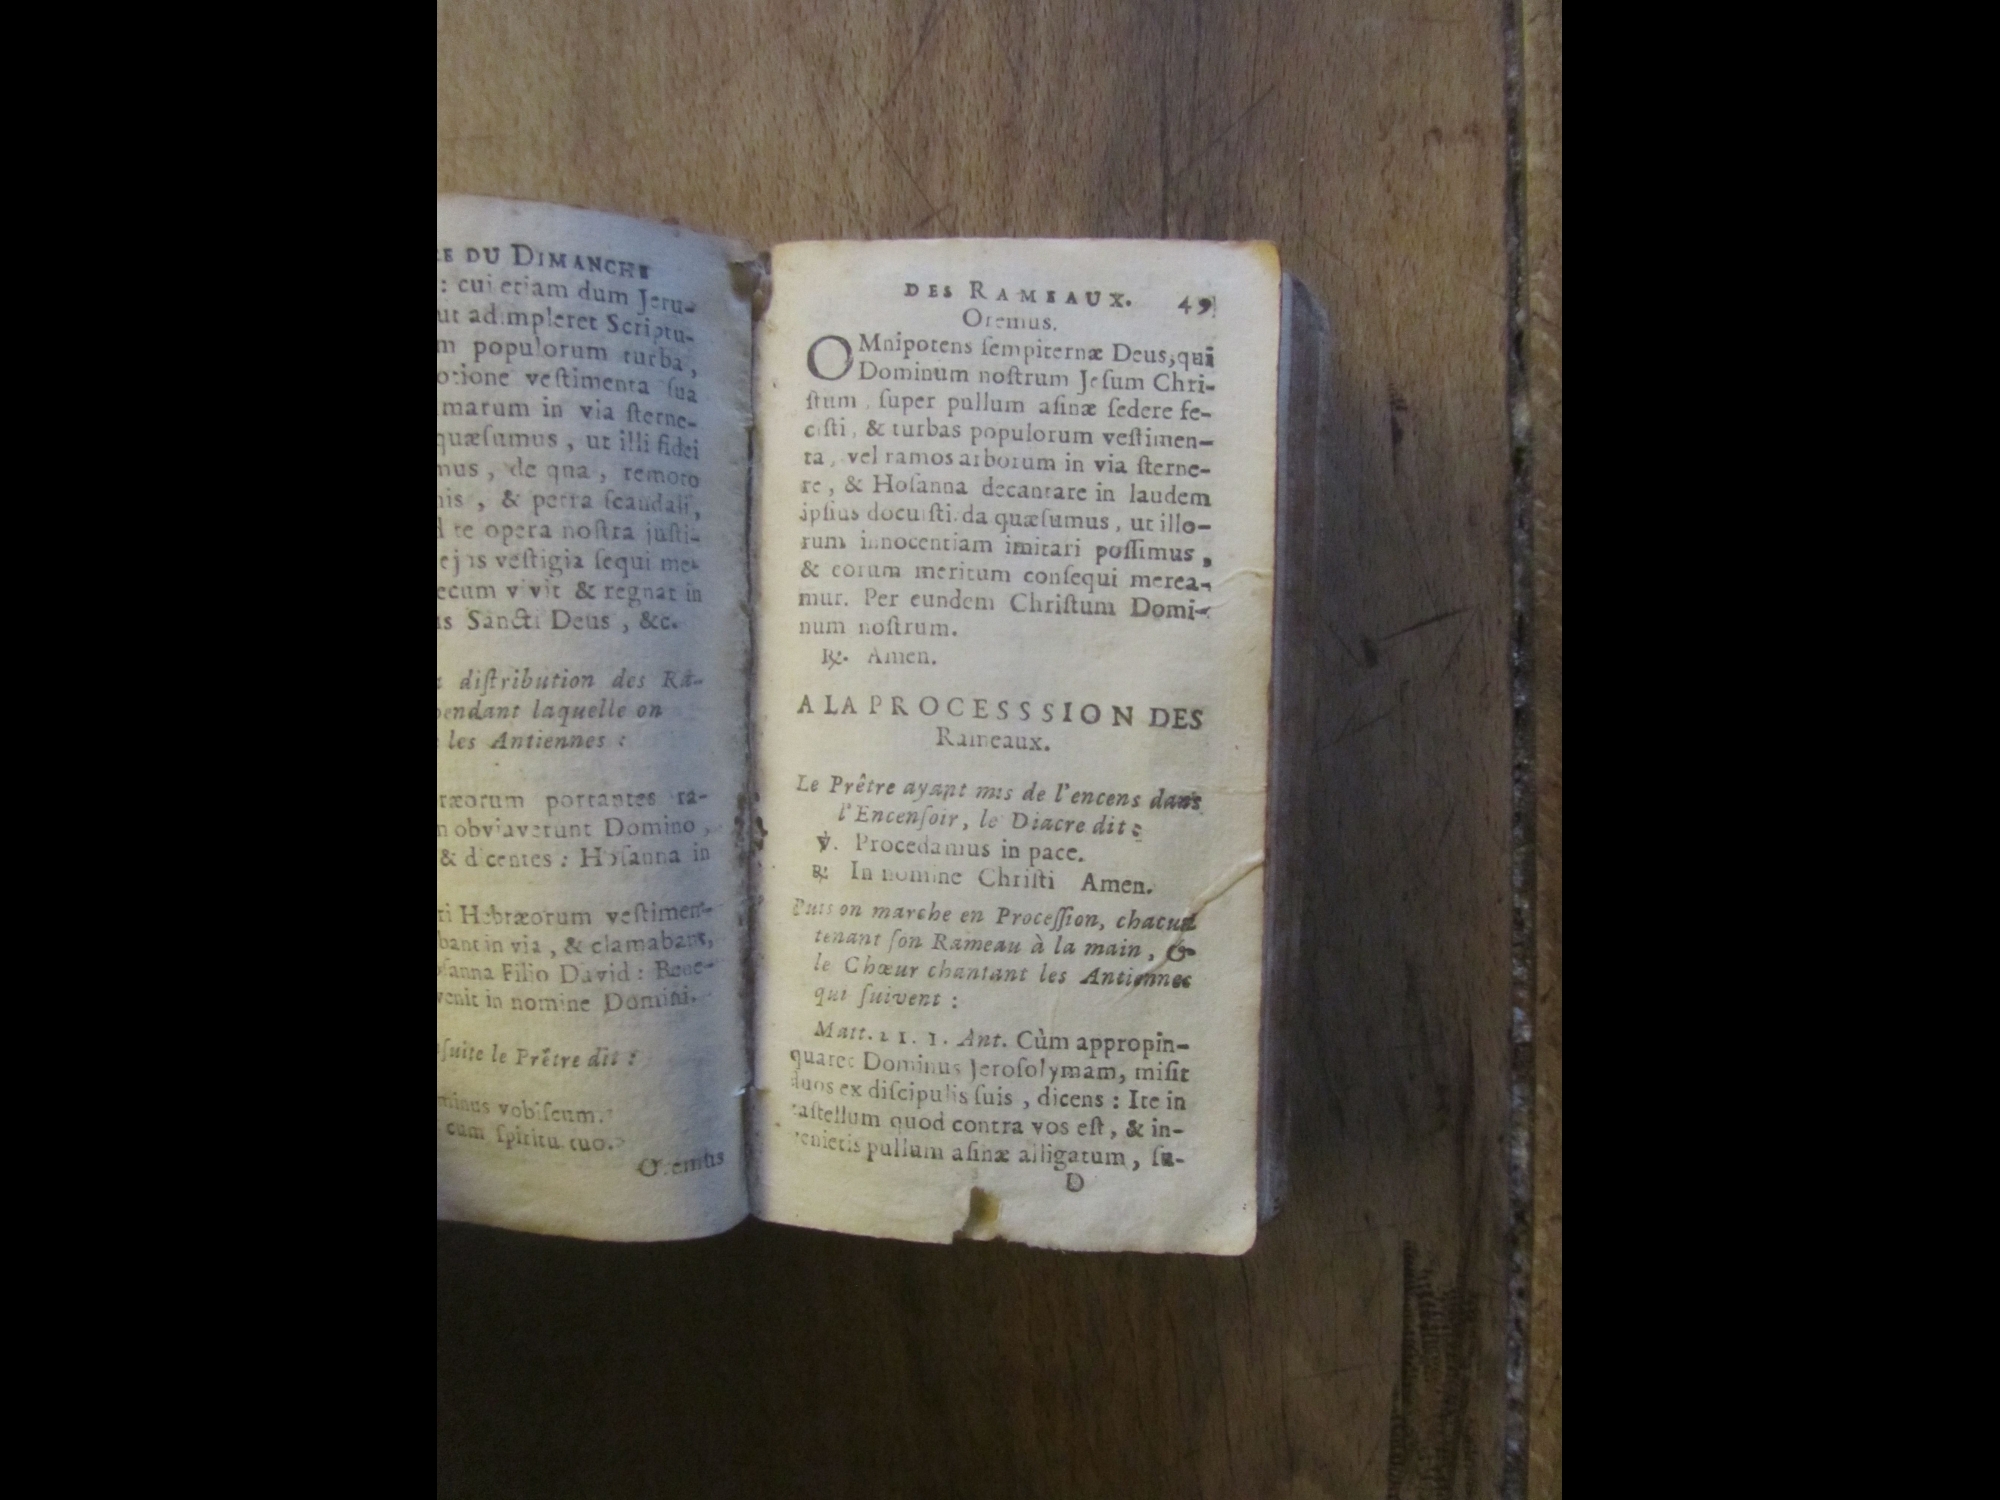 RE DU DIMANCHE
: cui etiam dum Jeru-
ut ad mpleret Scriptu-
m populorum turba,
otione veſtimenta ſua
marum in via ſterne-
quæſumus, ut illi fidei
mus, de qua, remoto
nis, & petra ſcandali,
d te opera noſtra juſti-
ejus veſtigia ſequi me-
ecum vivit & regnat in
us Sancti Deus, &c.
diſtribution des Ra-
pendant laquelle on
les Antiennes :
ræorum portantes ra-
n obviaverunt Domino,
& dicentes : Hoſanna in
ri Hebræorum veſtimen-
bant in via, & clamabant,
oſanna Filio David : Bene-
venit in nomine Domini.
ſuite le Prêtre dit :
minus vobiſcum.
cum ſpiritu tuo.
Oremus
DES RAMEAUX. 49
Oremus.
OMnipotens ſempiternæ Deus, qui
Dominum noſtrum Jeſum Chri-
ſtum, ſuper pullum aſinæ ſedere fe-
ciſti, & turbas populorum veſtimen-
ta, vel ramos arborum in via ſterne-
re, & Hoſanna decantare in laudem
ipſius docuiſti. da quæſumus, ut illo-
rum innocentiam imitari poſſimus,
& eorum meritum conſequi merea-
mur. Per eundem Chriſtum Domi-
num noſtrum.
℟. Amen.
A LA PROCESSSION DES
Rameaux.
Le Prêtre ayant mis de l'encens dans
l'Encenſoir, le Diacre dit :
℣. Procedamus in pace.
℟. In nomine Chriſti Amen.
Puis on marche en Proceſſion, chacun
tenant ſon Rameau à la main, &
le Chœur chantant les Antiennes
qui ſuivent :
Matt. 21. 1. Ant. Cùm appropin-
quaret Dominus Jeroſolymam, miſit
duos ex diſcipulis ſuis, dicens : Ite in
caſtellum quod contra vos eſt, & in-
venietis pullum aſinæ alligatum, ſu-
D